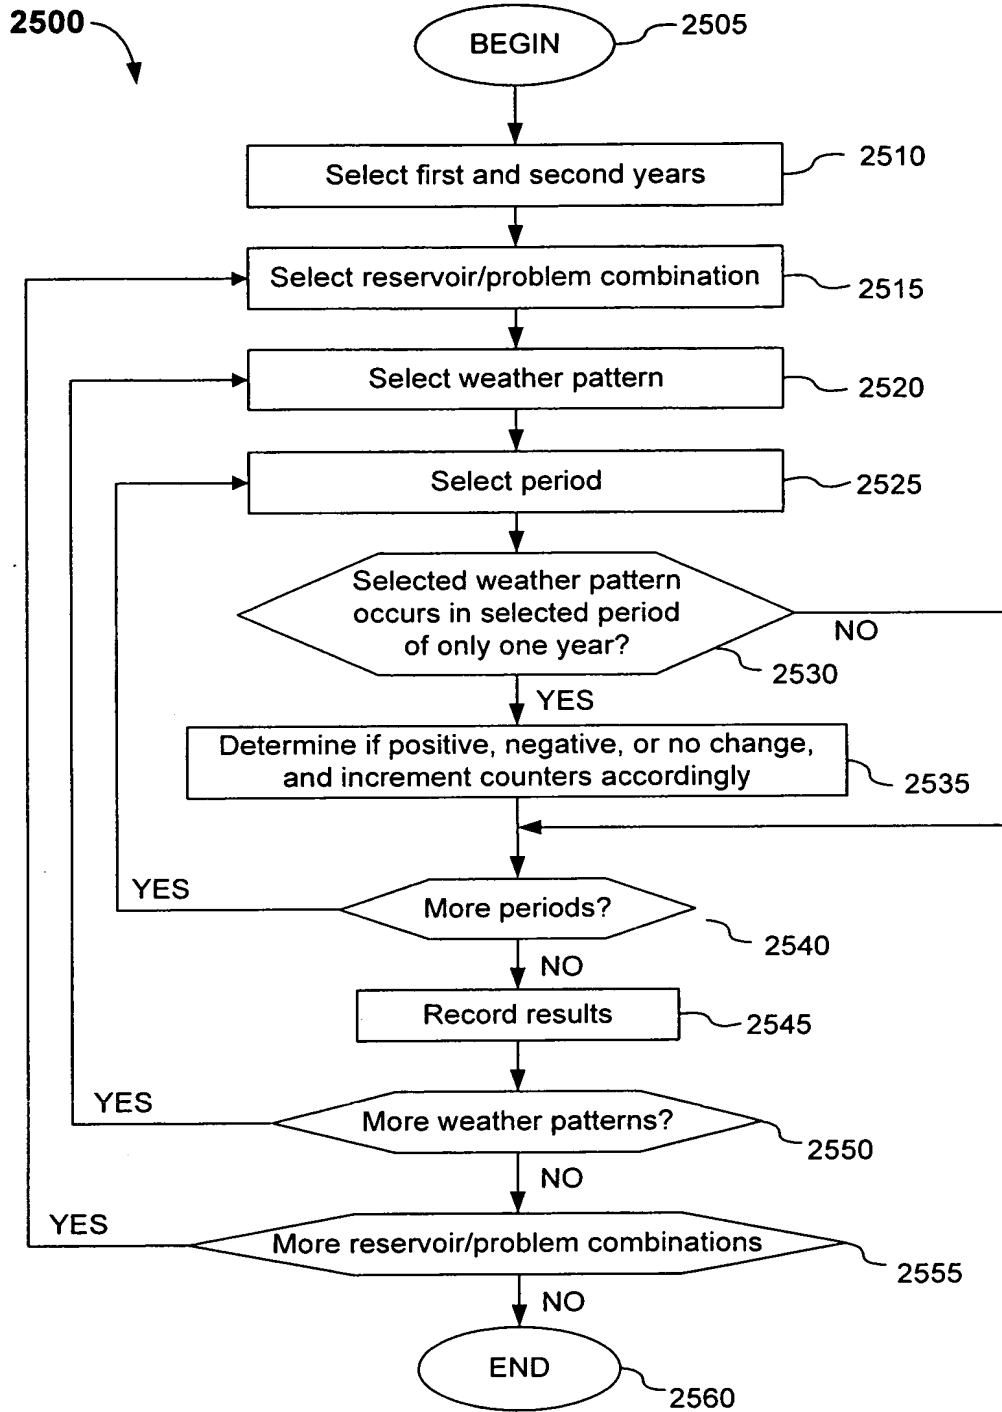 2500
BEGIN
2505
Select first and second years
2510
Select reservoir/problem combination
2515
Select weather pattern
2520
Select period
2525
Selected weather pattern
occurs in selected period
of only one year?
NO
2530
YES
Determine if positive, negative, or no change,
and increment counters accordingly
2535
YES
More periods?
2540
NO
Record results
2545
YES
More weather patterns?
2550
NO
YES
More reservoir/problem combinations
2555
NO
END
2560